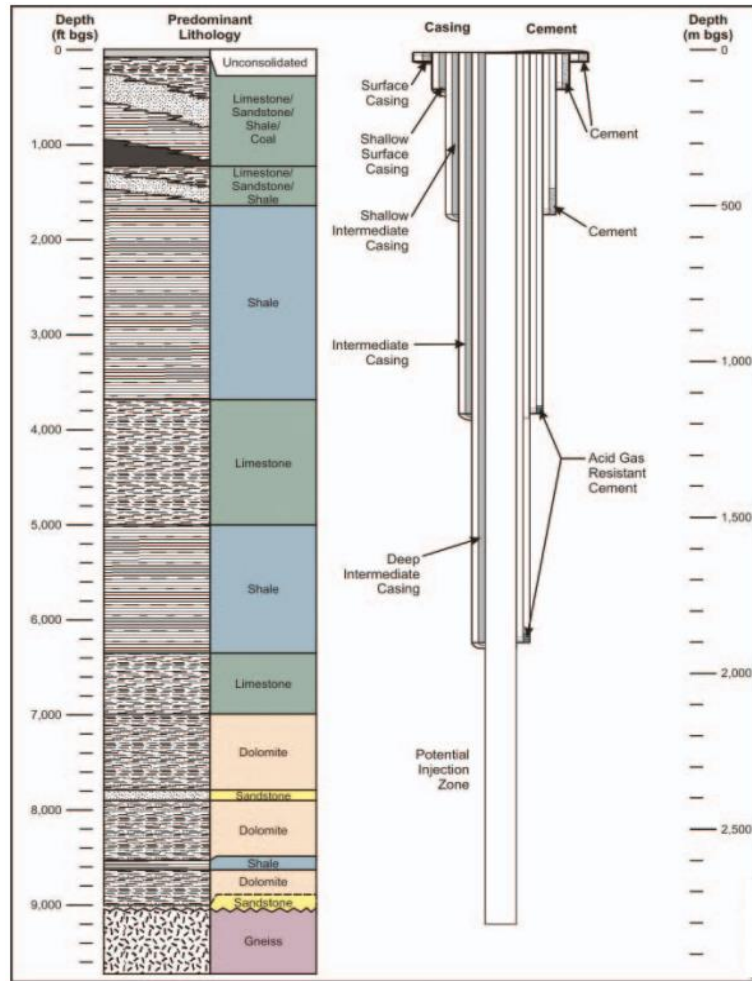 Depth
(ft bgs)
Predominant
Lithology
Casing
Cement
Depth
(m bgs)
0
1,000
2,000
3,000
4,000
5,000
6,000
7,000
8,000
9,000
Unconsolidated
Limestone/
Sandstone/
Shale/
Coal
Limestone/
Sandstone/
Shale
Shale
Limestone
Shale
Limestone
Dolomite
Sandstone
Dolomite
Shale
Dolomite
Sandstone
Gneiss
Surface
Casing
Shallow
Surface
Casing
Shallow
Intermediate
Casing
Intermediate
Casing
Deep
Intermediate
Casing
Potential
Injection
Zone
Cement
Cement
Acid Gas
Resistant
Cement
0
500
1,000
1,500
2,000
2,500